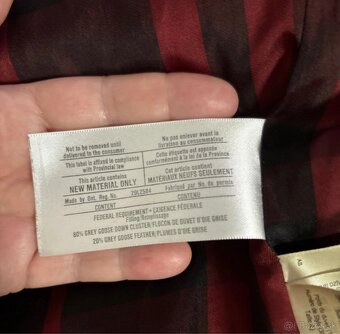 Not to be removed until
delivered to the consumer
Ne pas enlever avant la
livraison au consommateur
This label is affixed in compliance
with Provincial law
Cette étiquette est apposée
conformément à la loi de la Province
This article contains
NEW MATERIAL ONLY
Cet article contient
MATÉRIAUX NEUFS SEULEMENT
Made by Ont. Reg. No. 20L2504 Fabriqué par No. de permis
CONTENT CONTENU
FEDERAL REQUIREMENT • EXIGENCE FÉDÉRALE
Filling/Remplissage:
80% GREY GOOSE DOWN CLUSTER/FLOCON DE DUVET D'OIE GRISE
20% GREY GOOSE FEATHER/PLUMES D'OIE GRISE